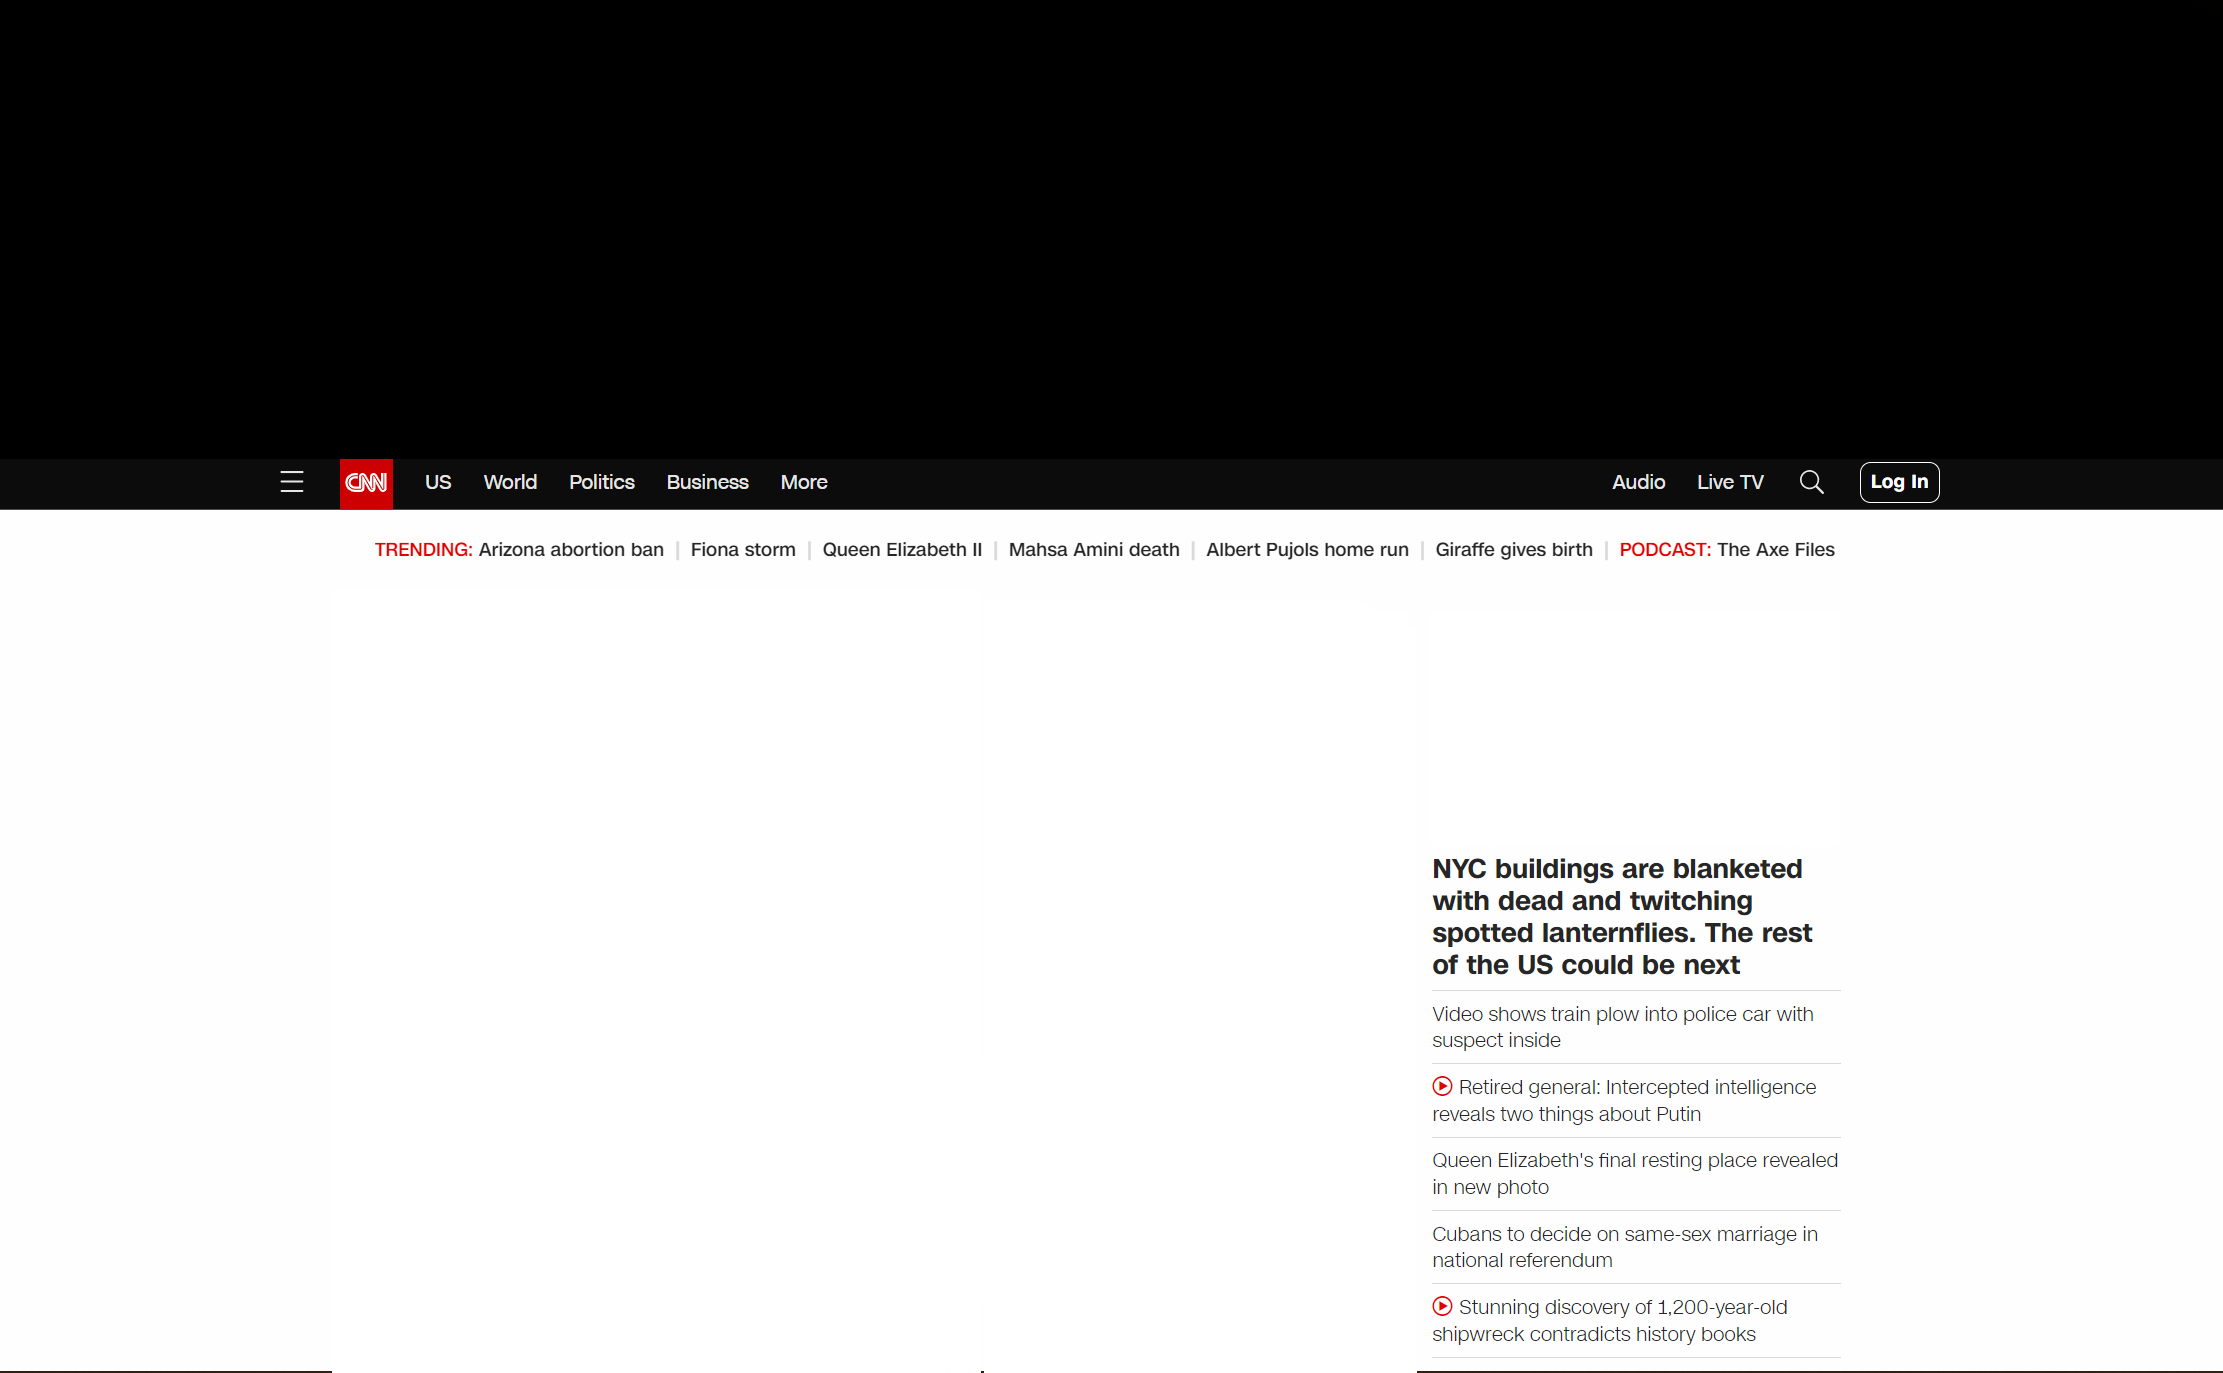 CNN US World Politics Business More Audio Live TV Log In
TRENDING: Arizona abortion ban | Fiona storm | Queen Elizabeth II | Mahsa Amini death | Albert Pujols home run | Giraffe gives birth | PODCAST: The Axe Files
NYC buildings are blanketed
with dead and twitching
spotted lanternflies. The rest
of the US could be next
Video shows train plow into police car with
suspect inside
Retired general: Intercepted intelligence
reveals two things about Putin
Queen Elizabeth's final resting place revealed
in new photo
Cubans to decide on same-sex marriage in
national referendum
Stunning discovery of 1,200-year-old
shipwreck contradicts history books